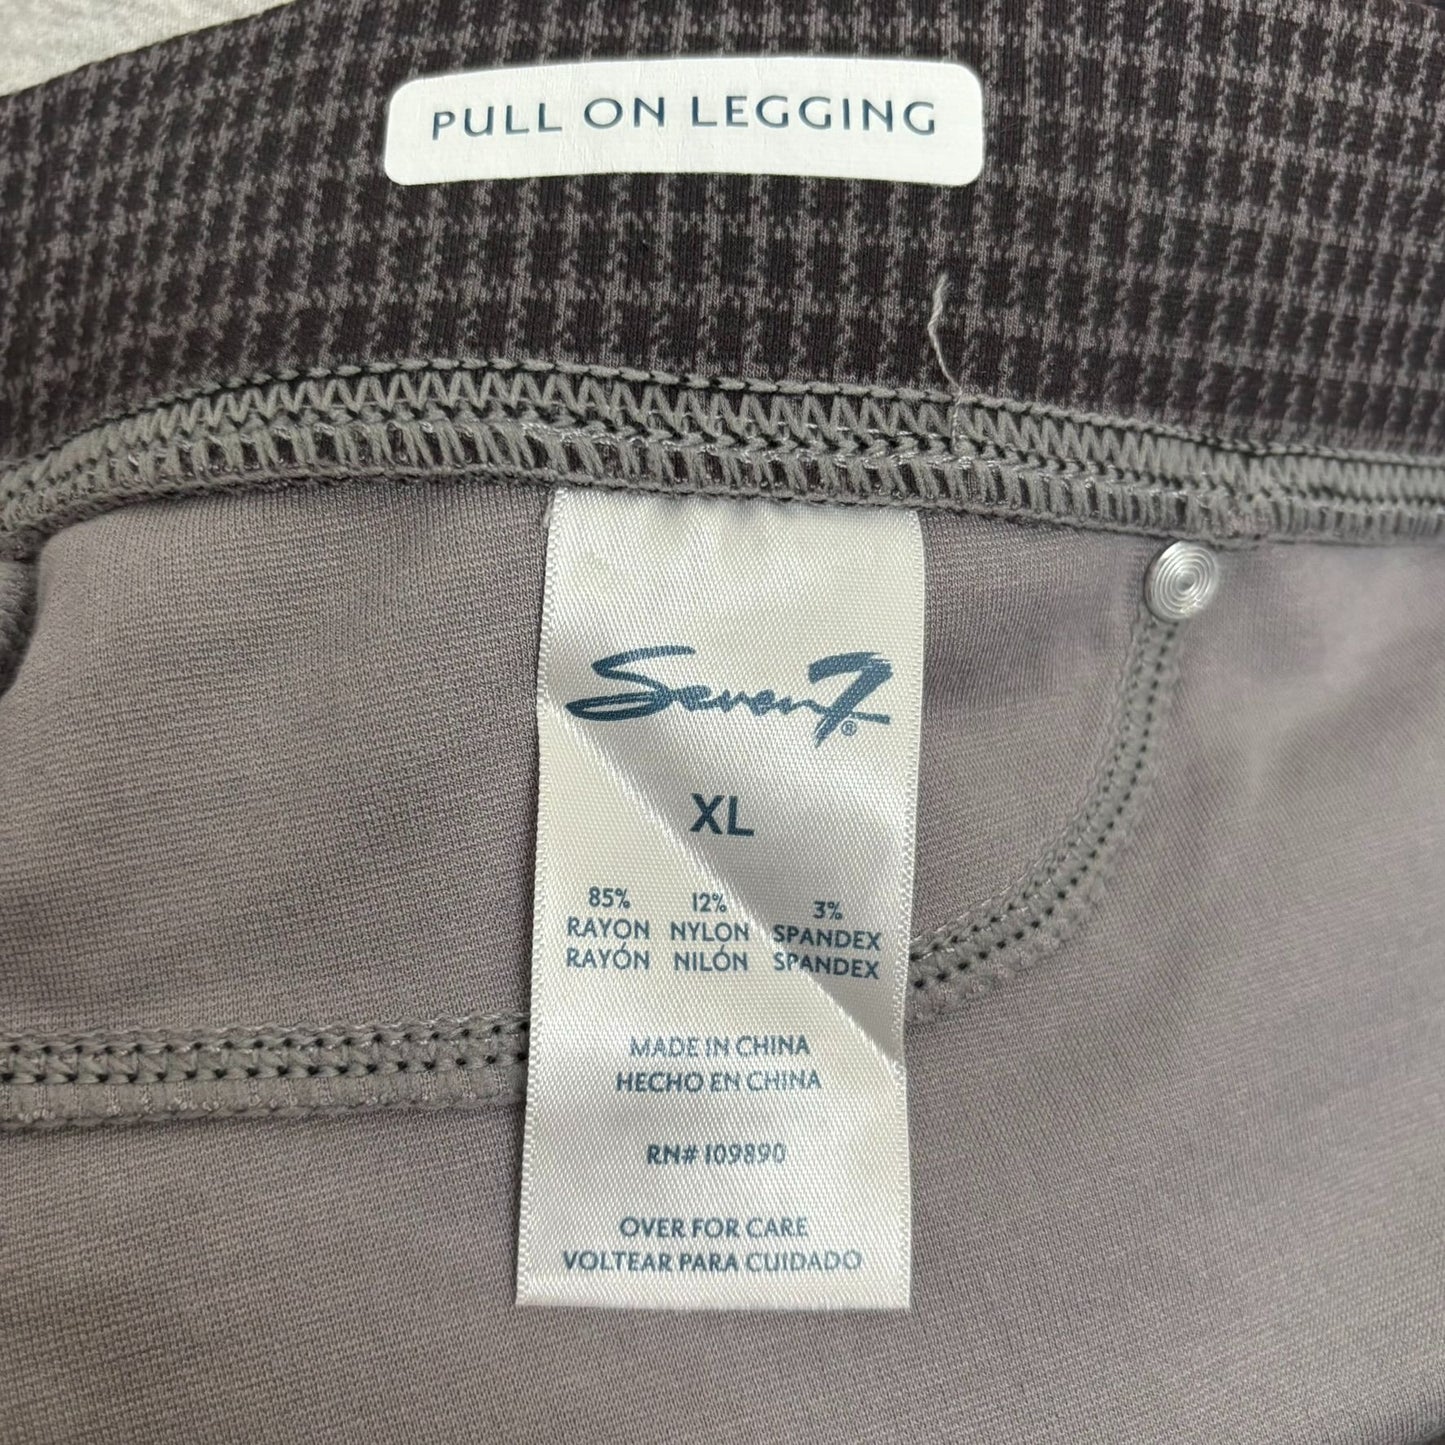 PULL ON LEGGING
Seven7®
XL
85% 12% 3%
RAYON NYLON SPANDEX
RAYÓN NILÓN SPANDEX
MADE IN CHINA
HECHO EN CHINA
RN# 109890
OVER FOR CARE
VOLTEAR PARA CUIDADO